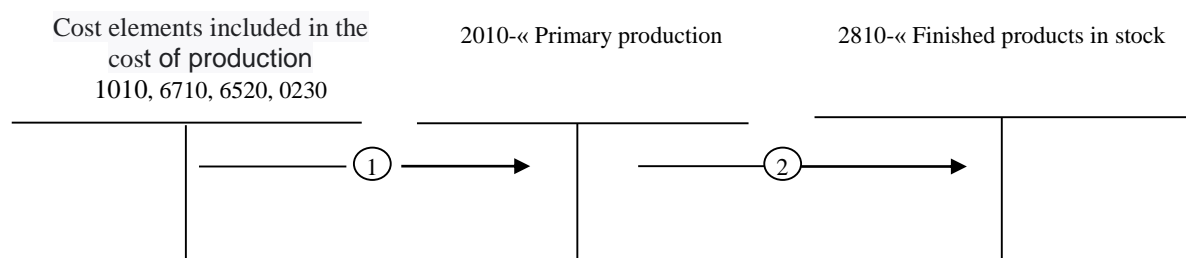 Cost elements included in the
cost of production
1010, 6710, 6520, 0230
2010-« Primary production
2810-« Finished products in stock
1
2